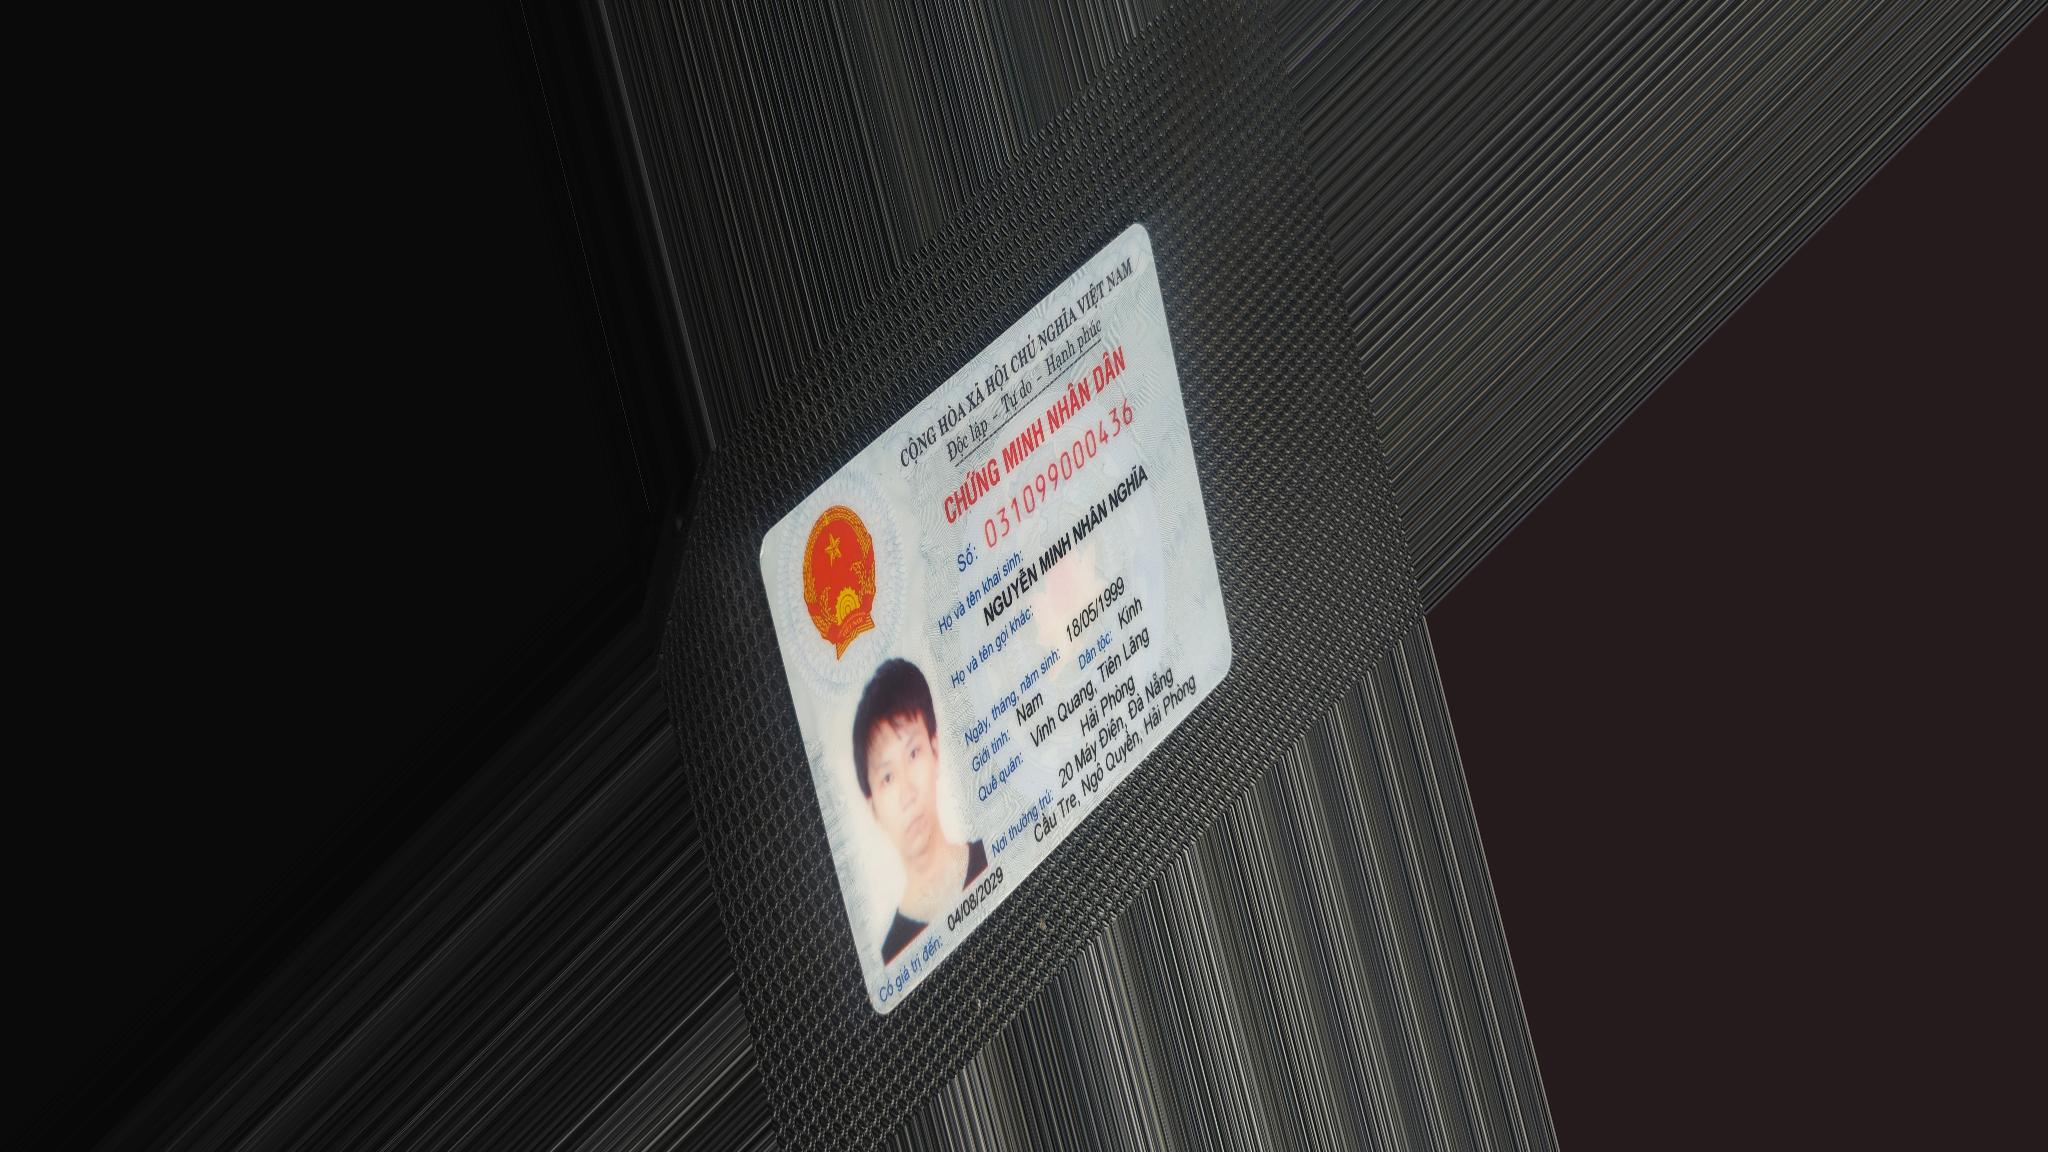 CỘNG HÒA XÃ HỘI CHỦ NGHĨA VIỆT NAM
Độc lập - Tự do - Hạnh phúc
CHỨNG MINH NHÂN DÂN
Số: 031099000436
Họ và tên khai sinh:
NGUYỄN MINH NHÂN NGHĨA
Họ và tên gọi khác:
Ngày, tháng, năm sinh: 18/05/1999
Giới tính: Nam Dân tộc: Kinh
Quê quán: Vinh Quang, Tiên Lãng
Hải Phòng
Nơi thường trú: 20 Máy Điện, Đà Nẵng
Cầu Tre, Ngô Quyền, Hải Phòng
Có giá trị đến: 04/08/2029